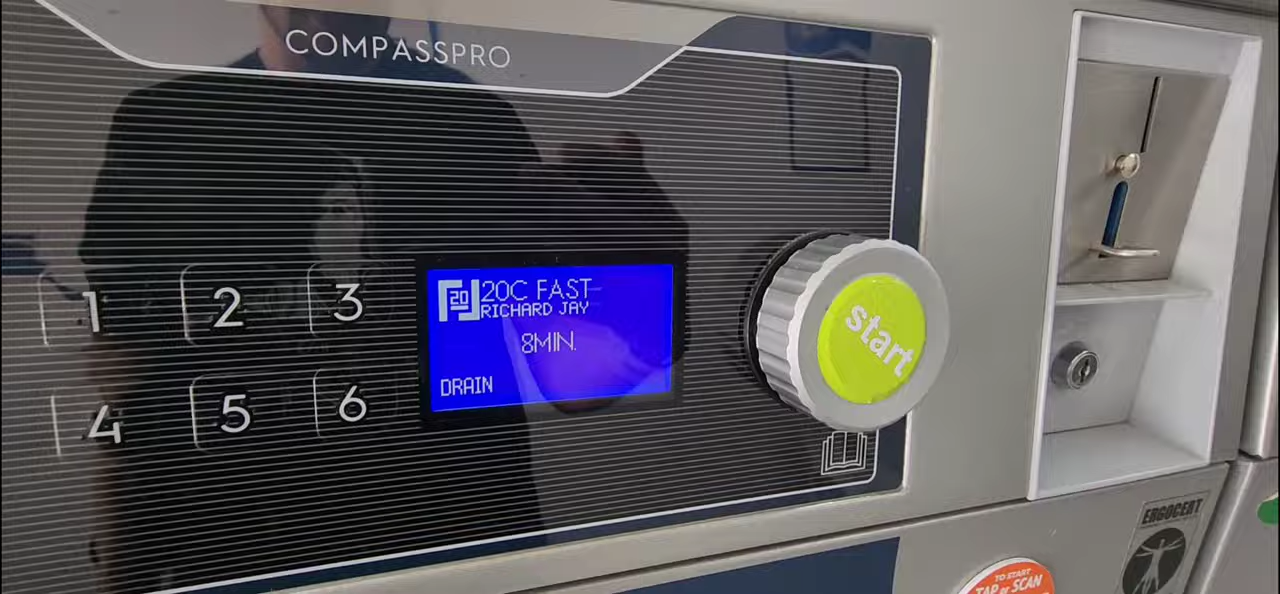 COMPASSPRO
1 2 3
4 5 6
20
20C FAST
RICHARD JAY
8MIN.
DRAIN
start
ERGOCERT
TO START
TAP or SCAN